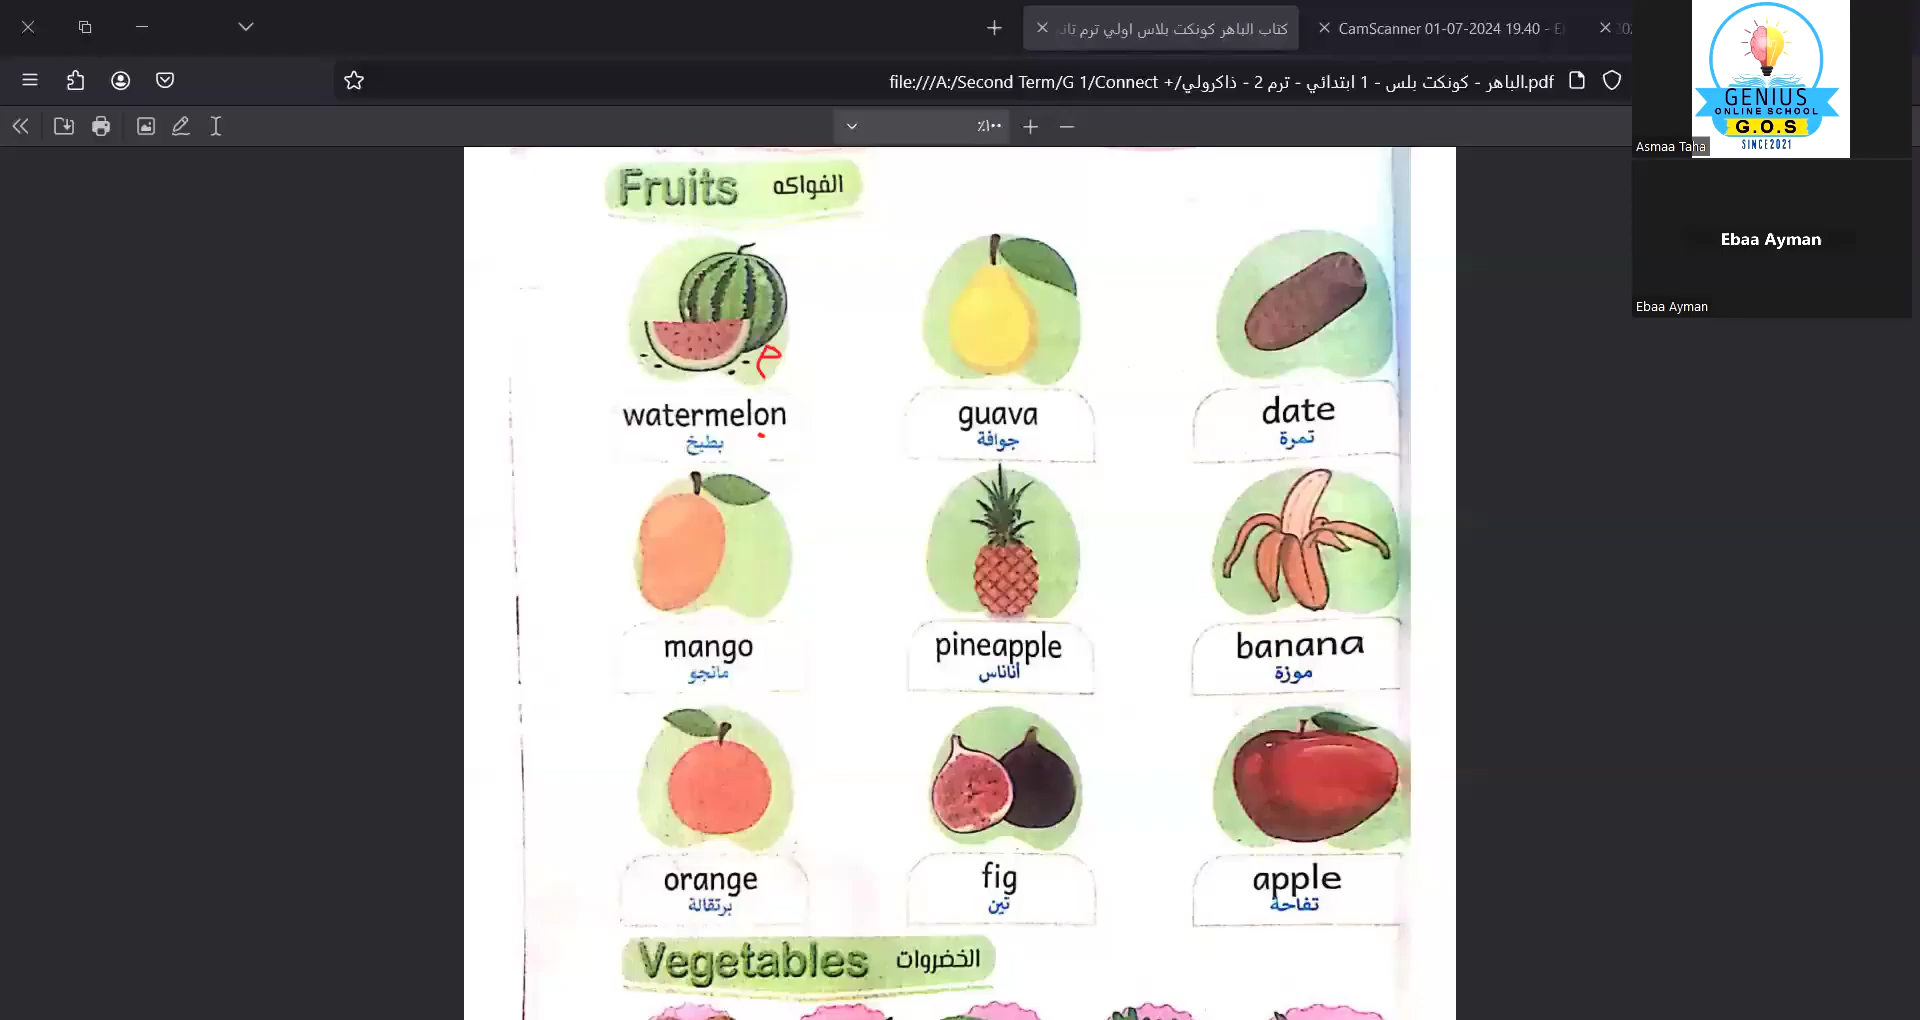 كتاب الباهر كونكت بلاس اولي ترم تان
CamScanner 01-07-2024 19.40 - E
file:///A:/Second Term/G 1/Connect +/الباهر - كونكت بلس - 1 ابتدائي - ترم 2 - ذاكرولي.pdf
٪١٠٠
GENIUS
ONLINE SCHOOL
G.O.S
SINCE2021
Asmaa Taha
Ebaa Ayman
Ebaa Ayman
Fruits الفواكه
watermelon guava date
بطيخ جوافة تمرة
mango pineapple banana
مانجو أناناس موزة
orange fig apple
برتقالة تين تفاحة
Vegetables الخضروات